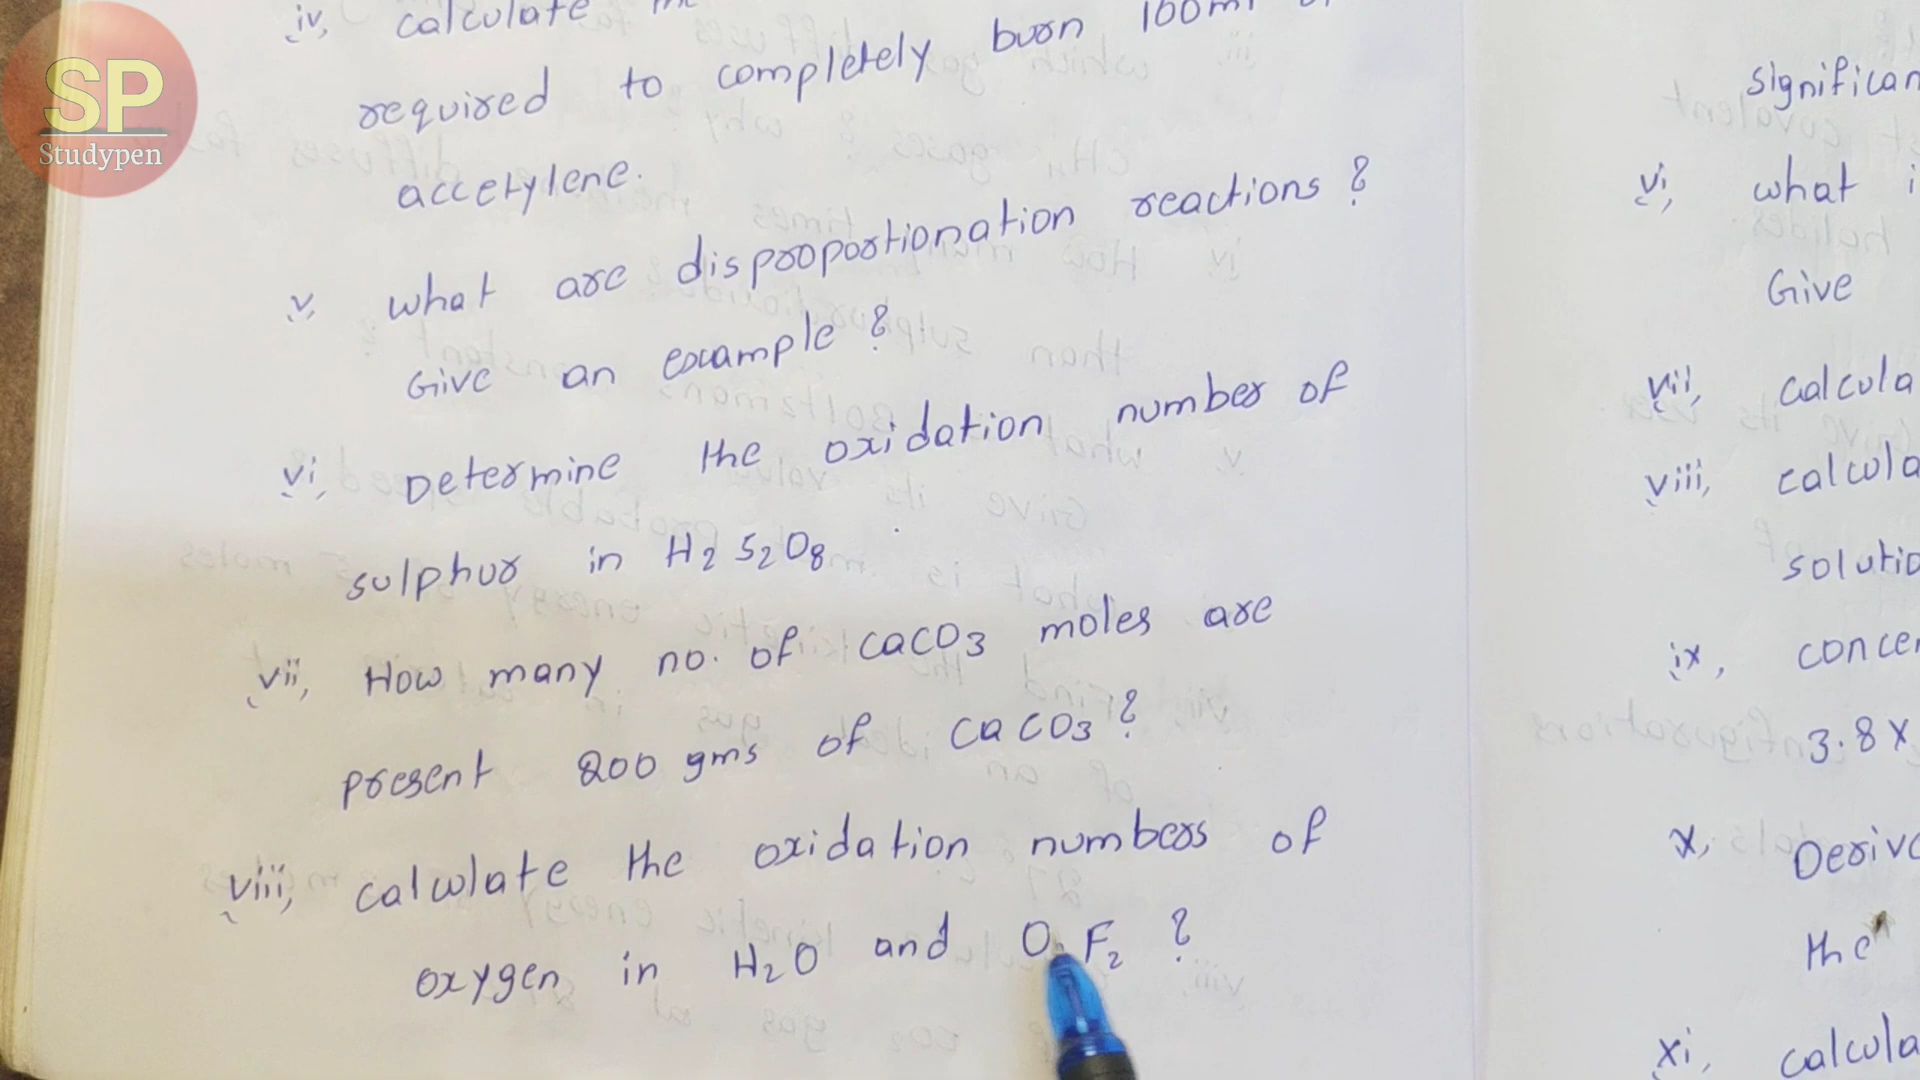 SP
Studypen
iv, calculate
required to completely burn 100ml
accetylene.
v, what are disproportionation reactions?
Give an example?
vi, Determine the oxidation number of
sulphur in H2S2O8
vii, How many no. of CaCO3 moles are
present 200 gms of CaCO3?
viii, calculate the oxidation numbers of
oxygen in H2O and O F2 ?
significan
vi, what i
Give
vii, calcula
viii, calcula
solutio
ix, concen
3.8 x
x, Deriv
the
xi, calcula